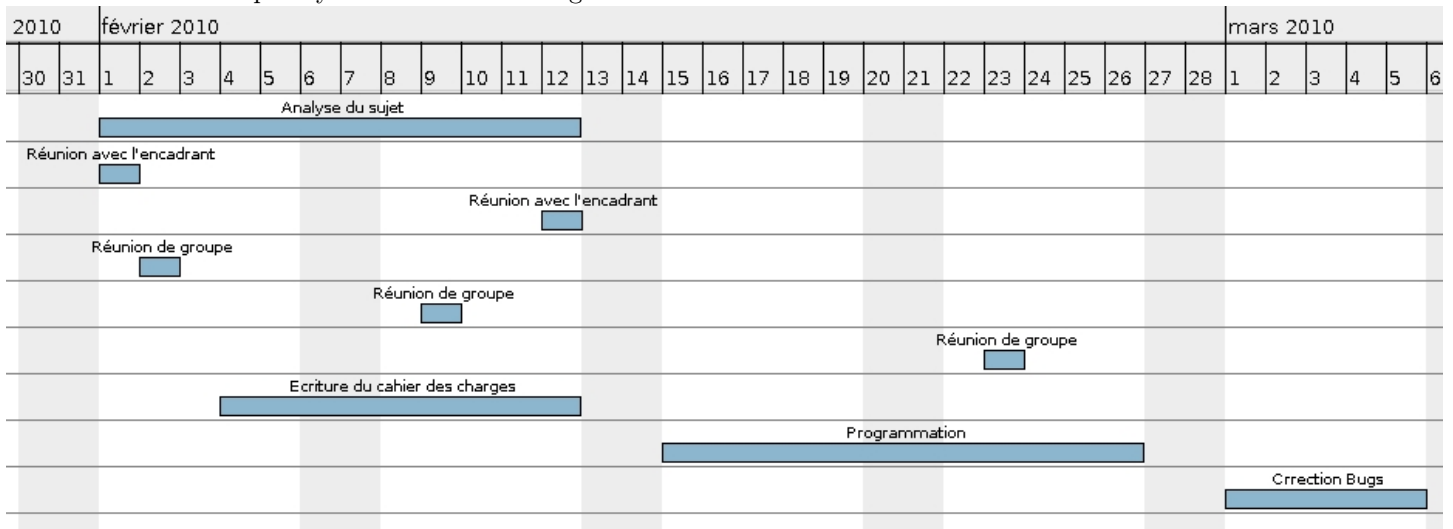 2010 février 2010 mars 2010
30 31 1 2 3 4 5 6 7 8 9 10 11 12 13 14 15 16 17 18 19 20 21 22 23 24 25 26 27 28 1 2 3 4 5 6
Analyse du sujet
Réunion avec l'encadrant
Réunion avec l'encadrant
Réunion de groupe
Réunion de groupe
Réunion de groupe
Ecriture du cahier des charges
Programmation
Crrection Bugs